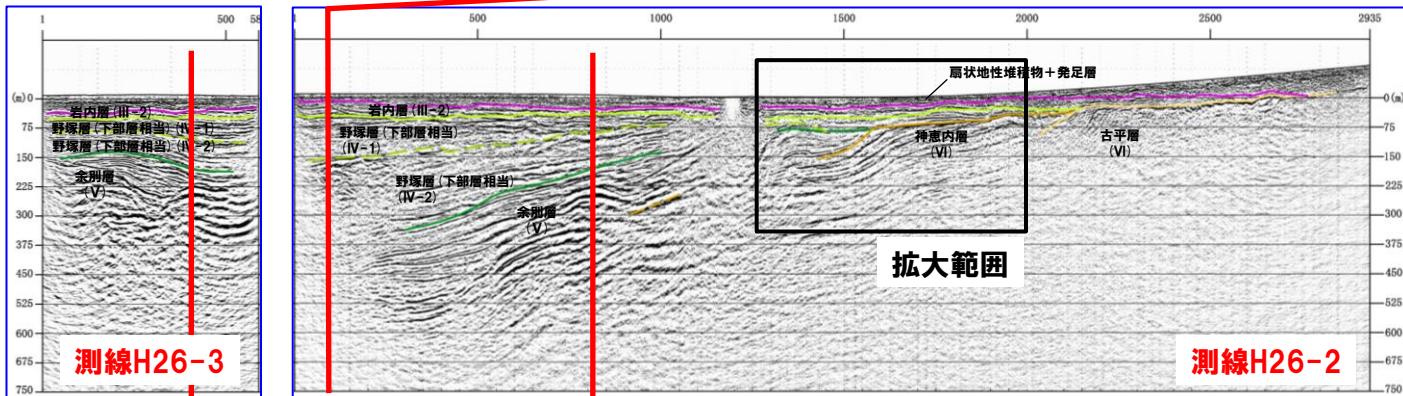 1 500 58
(m)0
75
150
225
300
375
450
525
600
675
750
岩内層(III-2)
野塚層(下部層相当)(IV-1)
野塚層(下部層相当)(IV-2)
余別層
(V)
測線H26-3
1 500 1000 1500 2000 2500 2935
扇状地性堆積物+発足層
岩内層(III-2)
野塚層(下部層相当)
(IV-1)
野塚層(下部層相当)
(IV-2)
余別層
(V)
神恵内層
(VI)
古平層
(VI)
拡大範囲
測線H26-2
0(m)
-75
-150
-225
-300
-375
-450
-525
-600
-675
-750